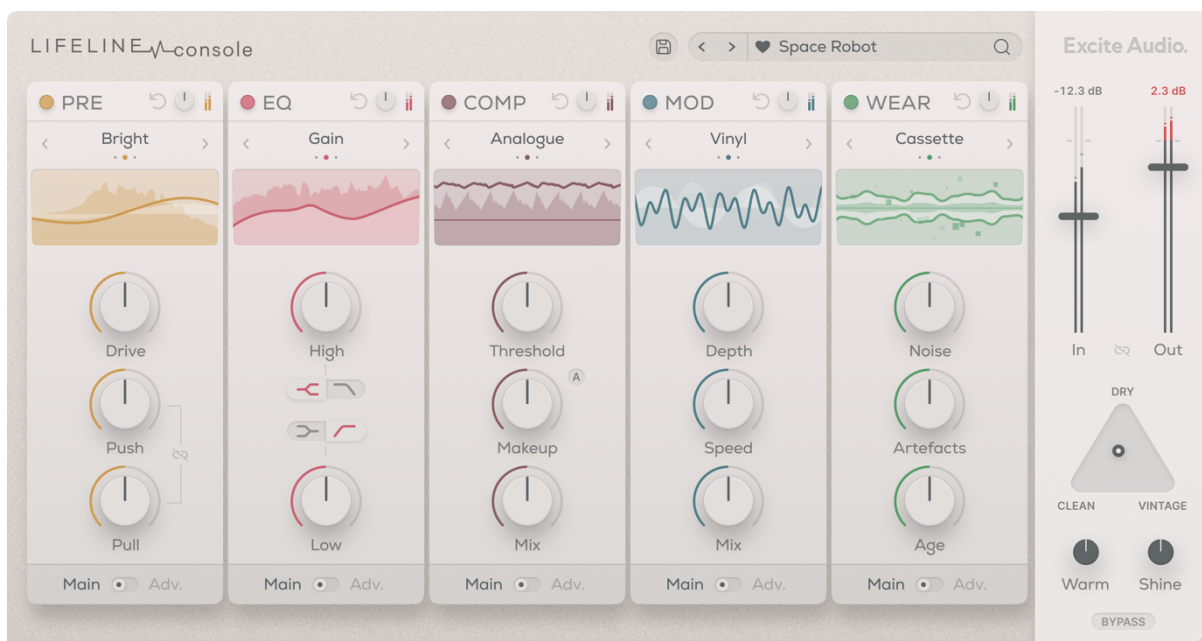 LIFELINE console
Space Robot
Excite Audio.
PRE
EQ
COMP
MOD
WEAR
-12.3 dB
2.3 dB
Bright
Gain
Analogue
Vinyl
Cassette
Drive
High
Threshold
Depth
Noise
In
Out
A
DRY
Push
Makeup
Speed
Artefacts
CLEAN
VINTAGE
Pull
Low
Mix
Mix
Age
Main Adv.
Main Adv.
Main Adv.
Main Adv.
Main Adv.
Warm
Shine
BYPASS